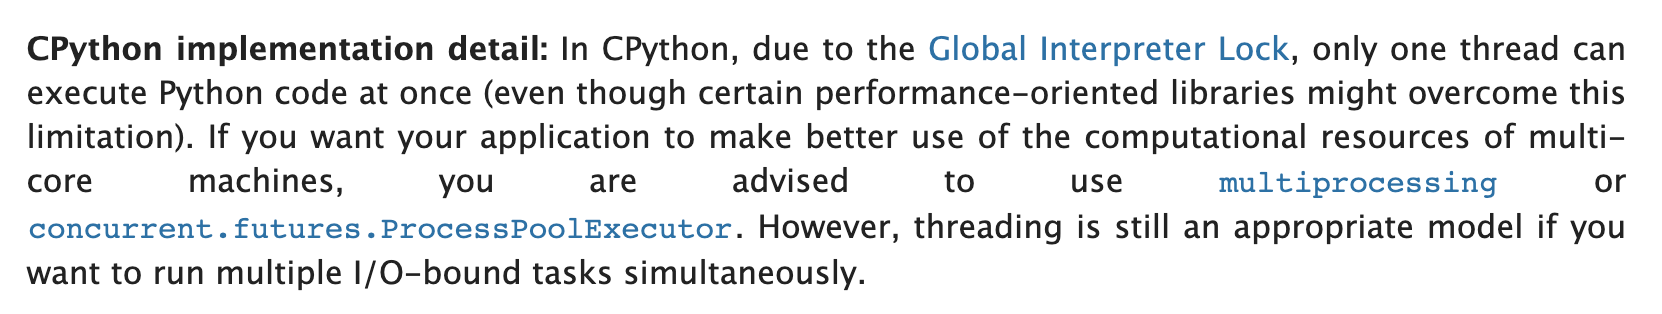 CPython implementation detail: In CPython, due to the Global Interpreter Lock, only one thread can
execute Python code at once (even though certain performance-oriented libraries might overcome this
limitation). If you want your application to make better use of the computational resources of multi-
core machines, you are advised to use multiprocessing or
concurrent.futures.ProcessPoolExecutor. However, threading is still an appropriate model if you
want to run multiple I/O-bound tasks simultaneously.